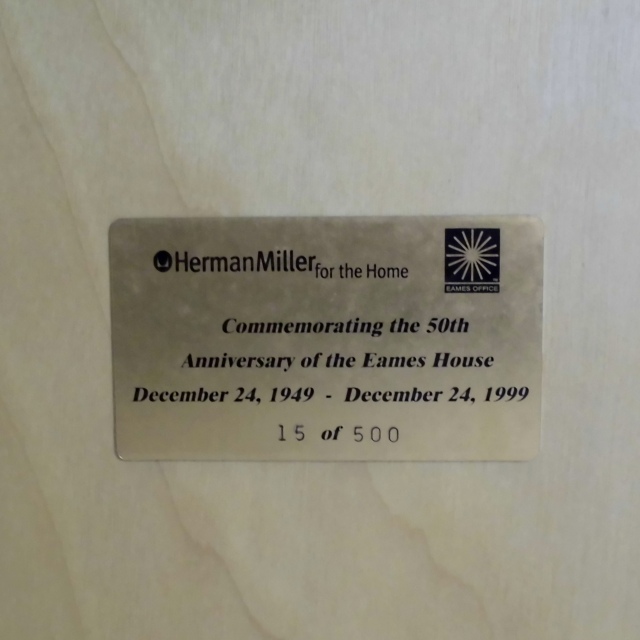 HermanMiller for the Home
EAMES OFFICE
Commemorating the 50th
Anniversary of the Eames House
December 24, 1949 - December 24, 1999
15 of 500